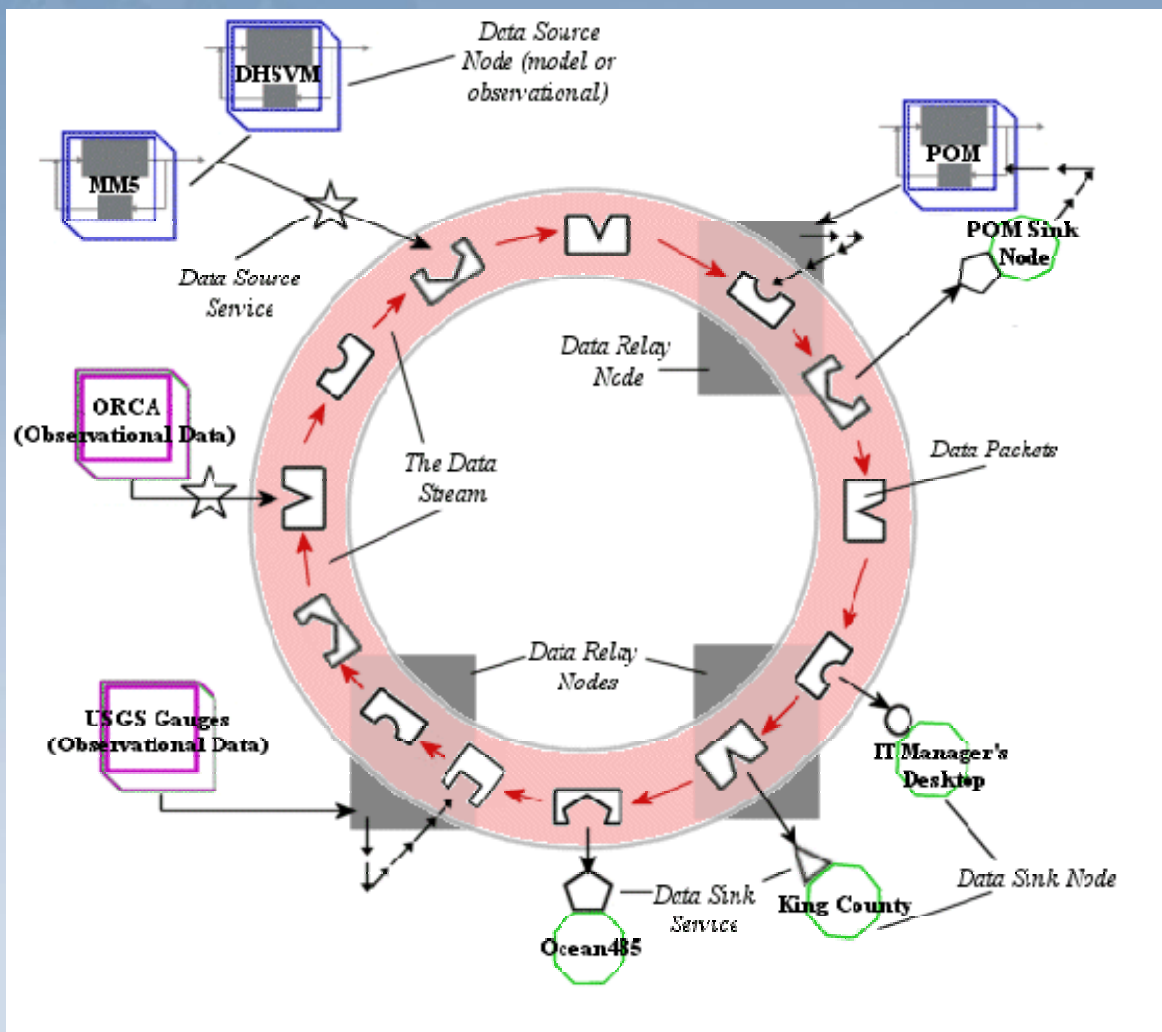 Data Source
Node (model or
observational)
DHSVM
MM5
POM
POM Sink
Node
Data Source
Service
Data Relay
Node
ORCA
(Observational Data)
The Data
Stream
Data Packets
Data Relay
Nodes
USGS Gauges
(Observational Data)
IT Manager's
Desktop
Data Sink
Service
King County
Data Sink Node
Ocean485